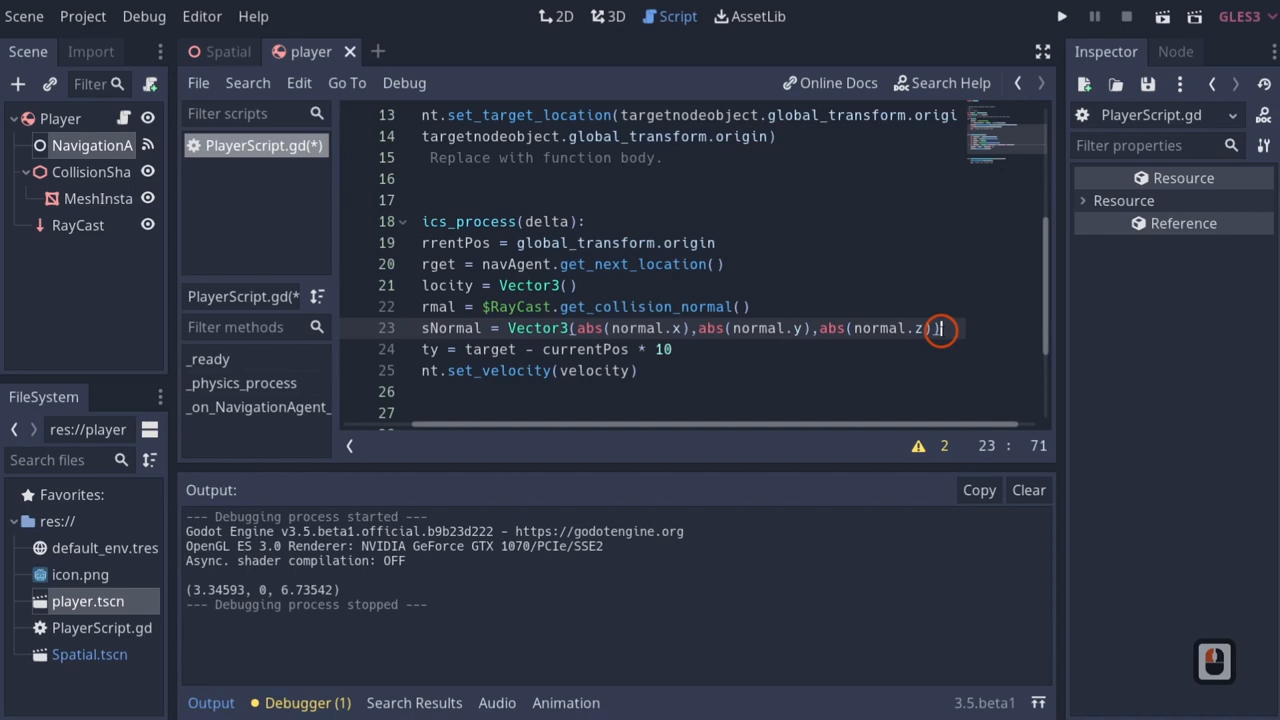 Scene Project Debug Editor Help 2D 3D Script AssetLib GLES3
Scene Import Spatial player Inspector Node
Filter File Search Edit Go To Debug Online Docs Search Help
Filter scripts
PlayerScript.gd(*)
PlayerScript.gd(*
Filter methods
_ready
_physics_process
_on_NavigationAgent_
Player
NavigationA
CollisionSha
MeshInsta
RayCast
13 nt.set_target_location(targetnodeobject.global_transform.origi
14 targetnodeobject.global_transform.origin)
15 Replace with function body.
16
17
18 ics_process(delta):
19 rrentPos = global_transform.origin
20 rget = navAgent.get_next_location()
21 locity = Vector3()
22 rmal = $RayCast.get_collision_normal()
23 sNormal = Vector3(abs(normal.x),abs(normal.y),abs(normal.z))
24 ty = target - currentPos * 10
25 nt.set_velocity(velocity)
26
27
2 23 : 71
PlayerScript.gd
Filter properties
Resource
Resource
Reference
FileSystem
res://player
Search files
Favorites:
res://
default_env.tres
icon.png
player.tscn
PlayerScript.gd
Spatial.tscn
Output: Copy Clear
--- Debugging process started ---
Godot Engine v3.5.beta1.official.b9b23d222 - https://godotengine.org
OpenGL ES 3.0 Renderer: NVIDIA GeForce GTX 1070/PCIe/SSE2
Async. shader compilation: OFF
(3.34593, 0, 6.73542)
--- Debugging process stopped ---
Output Debugger (1) Search Results Audio Animation 3.5.beta1